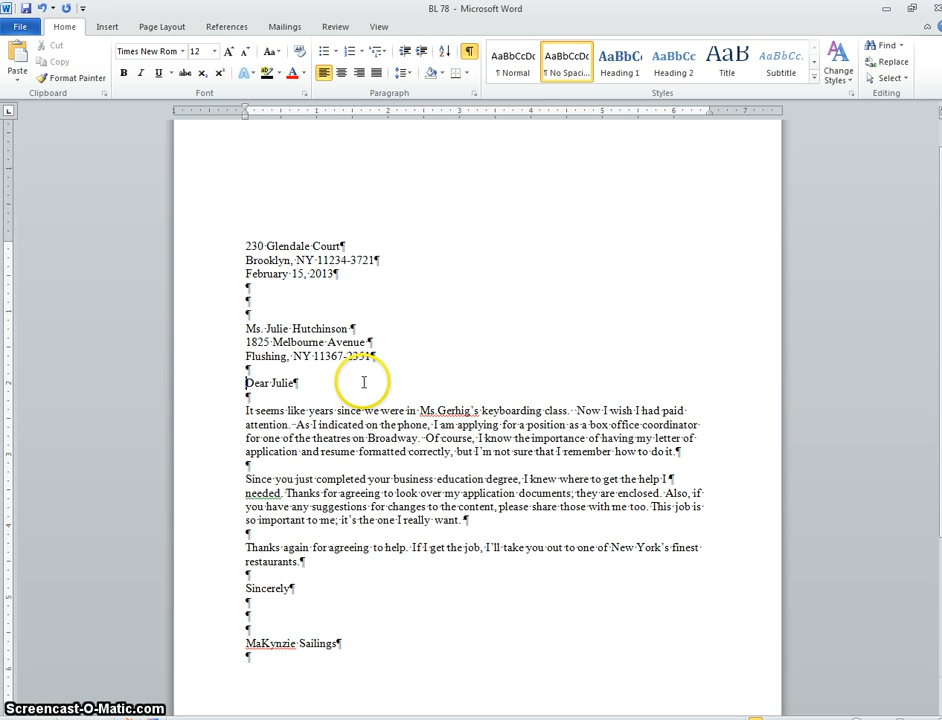 BL 78 - Microsoft Word
File Home Insert Page Layout References Mailings Review View
Cut
Copy
Format Painter
Paste
Clipboard
Times New Rom 12
Font
Paragraph
AaBbCcDc AaBbCcDc AaBbC AaBbCc AaB AaBbCc.
¶ Normal ¶ No Spaci... Heading 1 Heading 2 Title Subtitle
Change Styles
Styles
Find
Replace
Select
Editing
230 Glendale Court¶
Brooklyn, NY 11234-3721¶
February 15, 2013¶
¶
¶
¶
Ms. Julie Hutchinson ¶
1825 Melbourne Avenue ¶
Flushing, NY 11367-2351¶
¶
Dear Julie¶
¶
It seems like years since we were in Ms.Gerhig's keyboarding class. Now I wish I had paid
attention. As I indicated on the phone, I am applying for a position as a box office coordinator
for one of the theatres on Broadway. Of course, I know the importance of having my letter of
application and resume formatted correctly, but I'm not sure that I remember how to do it.¶
¶
Since you just completed your business education degree, I knew where to get the help I ¶
needed. Thanks for agreeing to look over my application documents; they are enclosed. Also, if
you have any suggestions for changes to the content, please share those with me too. This job is
so important to me; it's the one I really want. ¶
¶
Thanks again for agreeing to help. If I get the job, I'll take you out to one of New York's finest
restaurants.¶
¶
Sincerely¶
¶
¶
¶
MaKynzie Sailings¶
¶
Screencast-O-Matic.com